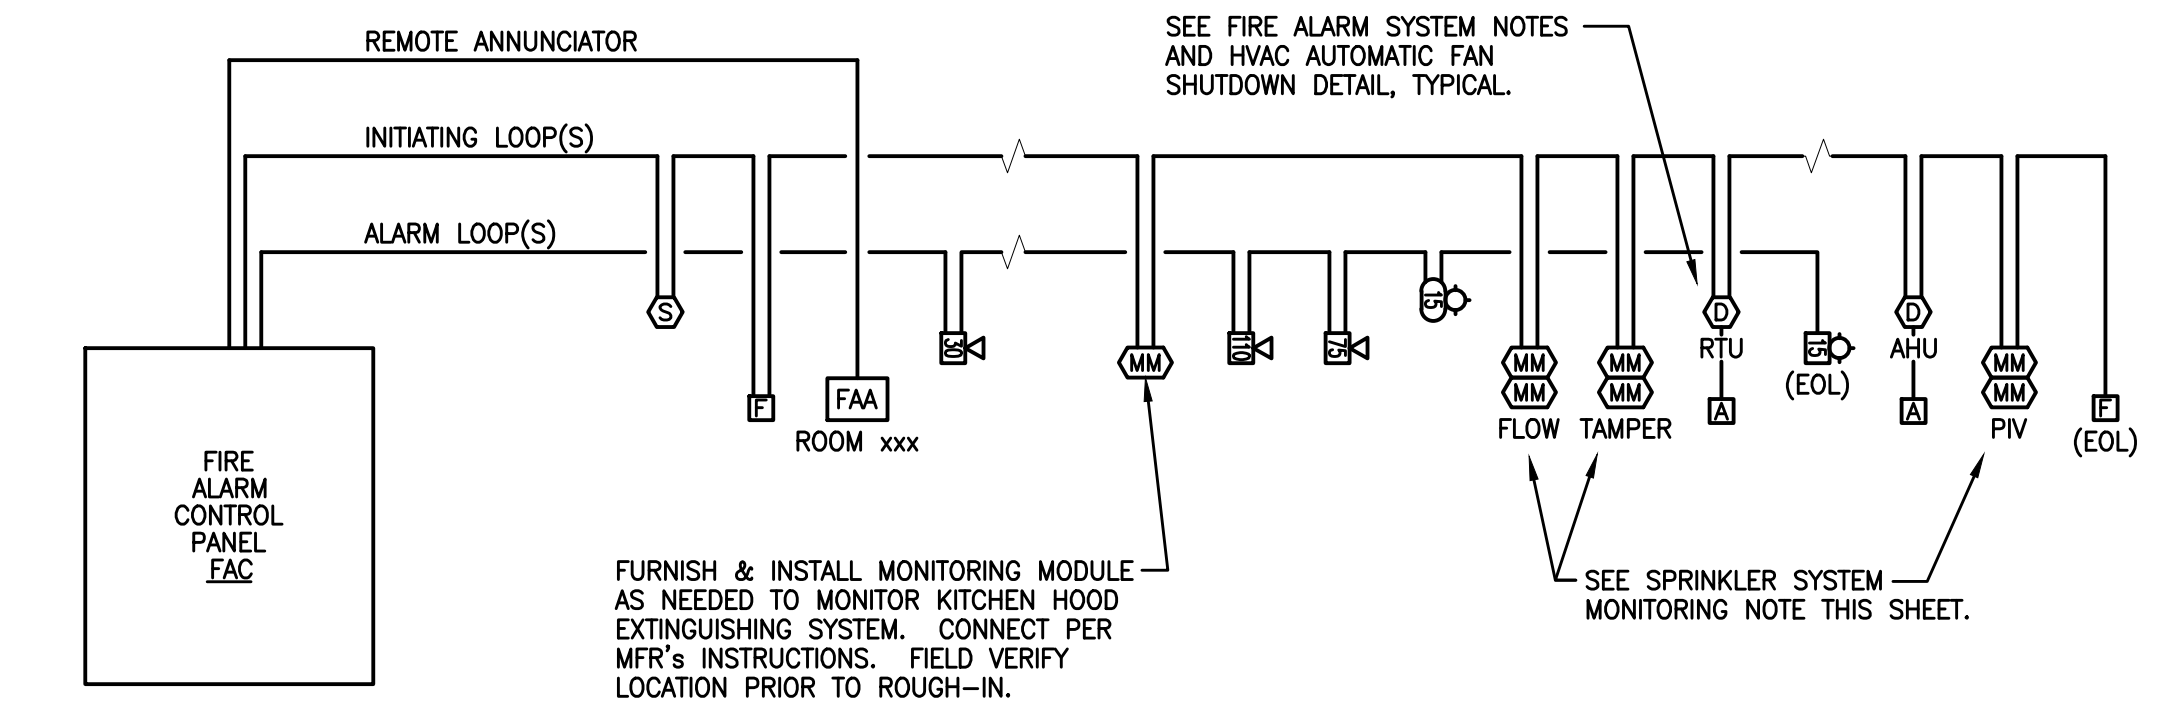 REMOTE ANNUNCIATOR
INITIATING LOOP(S)
ALARM LOOP(S)
SEE FIRE ALARM SYSTEM NOTES
AND HVAC AUTOMATIC FAN
SHUTDOWN DETAIL, TYPICAL.
S
F
FAA
ROOM xxx
30
MM
110
75
15
MM
MM
FLOW
MM
MM
TAMPER
D
RTU
A
15
(EOL)
D
AHU
A
MM
MM
PIV
F
(EOL)
FIRE
ALARM
CONTROL
PANEL
FAC
FURNISH & INSTALL MONITORING MODULE
AS NEEDED TO MONITOR KITCHEN HOOD
EXTINGUISHING SYSTEM. CONNECT PER
MFR's INSTRUCTIONS. FIELD VERIFY
LOCATION PRIOR TO ROUGH-IN.
SEE SPRINKLER SYSTEM
MONITORING NOTE THIS SHEET.